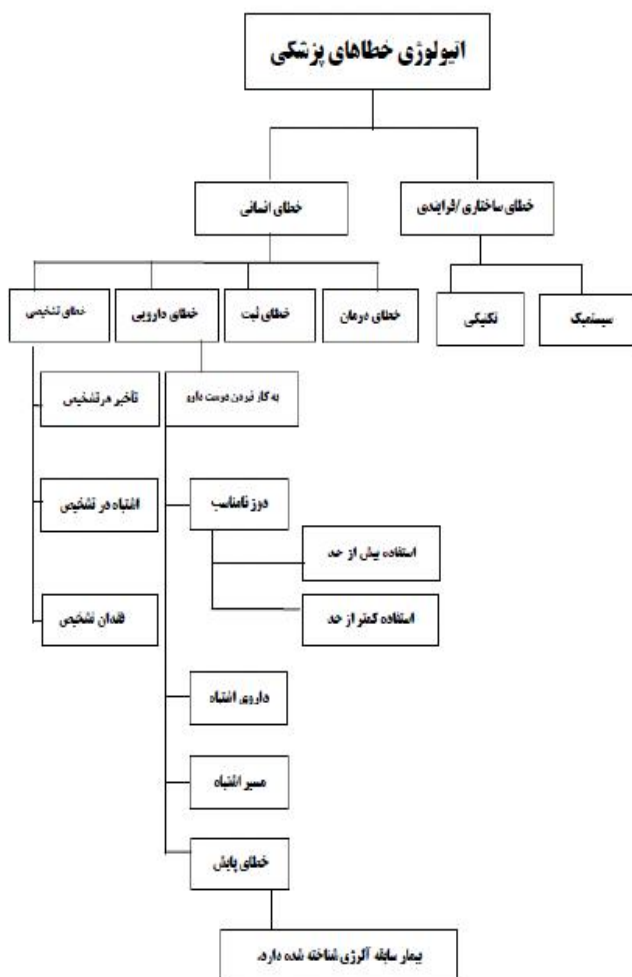 اتیولوژی خطاهای پزشکی
خطای ساختاری /فرایندی
خطای انسانی
سیستمیک
تکنیکی
خطای درمان
خطای ثبت
خطای دارویی
خطای تشخیصی
به کار نبردن درست دارو
تأخیر در تشخیص
دوز نامناسب
اشتباه در تشخیص
استفاده بیش از حد
استفاده کمتر از حد
فقدان تشخیص
داروی اشتباه
مسیر اشتباه
خطای پایش
بیمار سابقه آلرژی شناخته شده دارد.